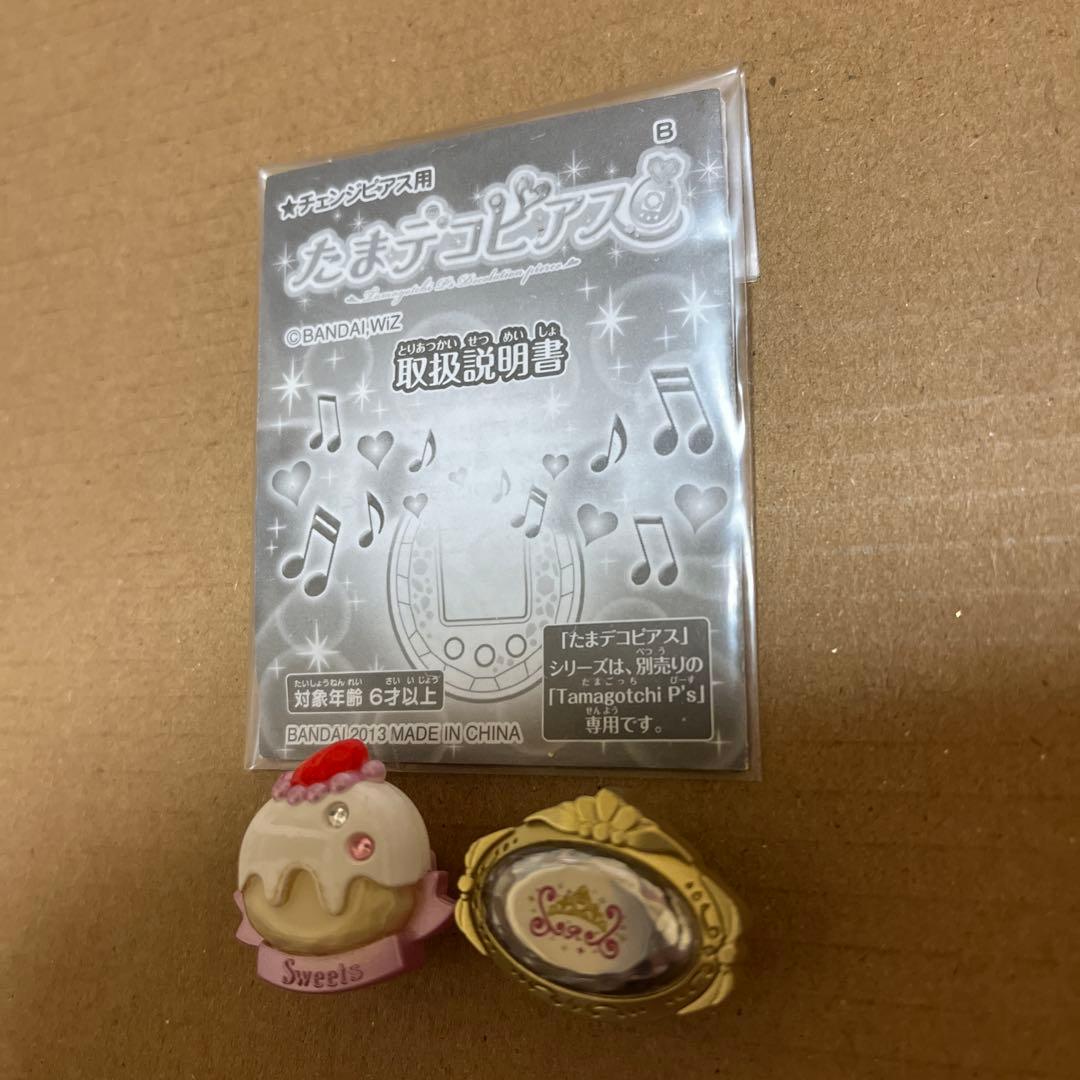 B
★チェンジピアス用
たまデコピアス
Tamagotchi P's Decolution pierce
©BANDAI,WiZ
とりあつかい せつ めい しょ
取扱説明書
「たまデコピアス」
べつ う
シリーズは、別売りの
たまごっち ぴーす
「Tamagotchi P's」
せんよう
専用です。
たいしょうねん れい さい いじょう
対象年齢 6才以上
BANDAI 2013 MADE IN CHINA
Sweets